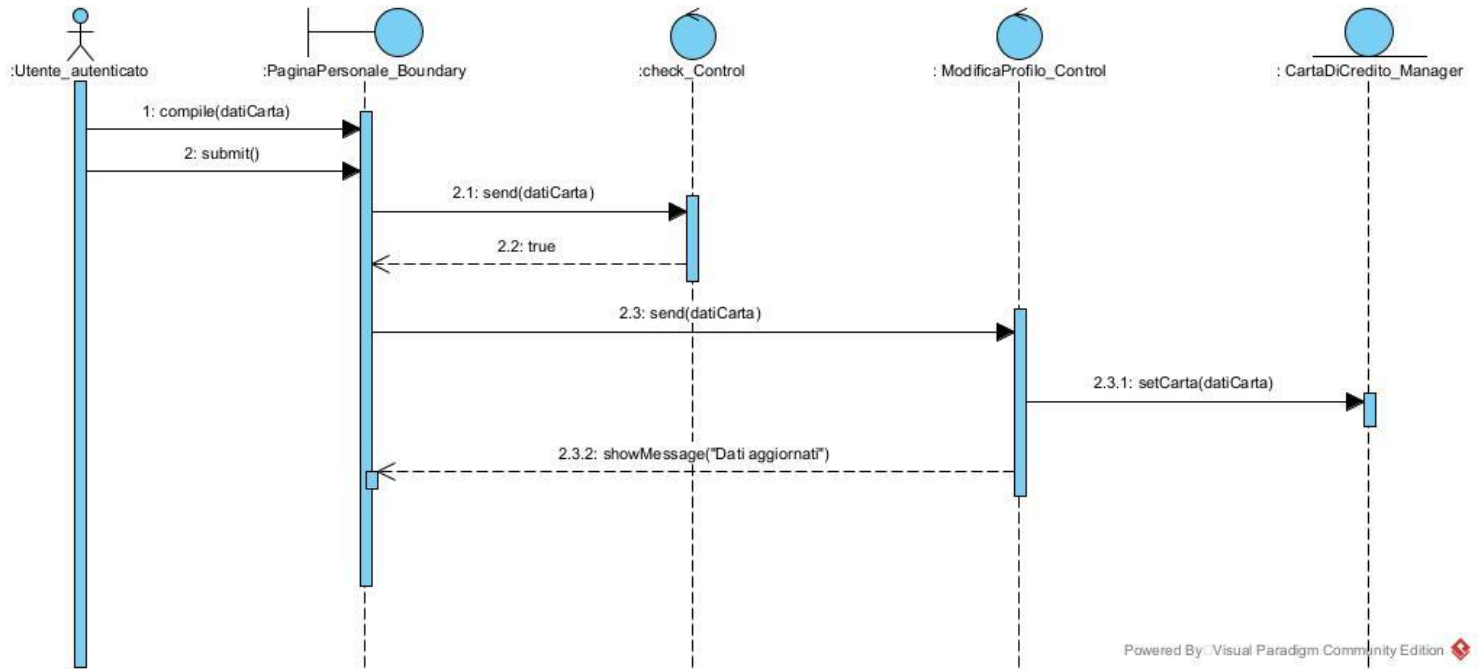 :Utente_autenticato
:PaginaPersonale_Boundary
:check_Control
: ModificaProfilo_Control
: CartaDiCredito_Manager
1: compile(datiCarta)
2: submit()
2.1: send(datiCarta)
2.2: true
2.3: send(datiCarta)
2.3.1: setCarta(datiCarta)
2.3.2: showMessage("Dati aggiornati")
Powered By Visual Paradigm Community Edition